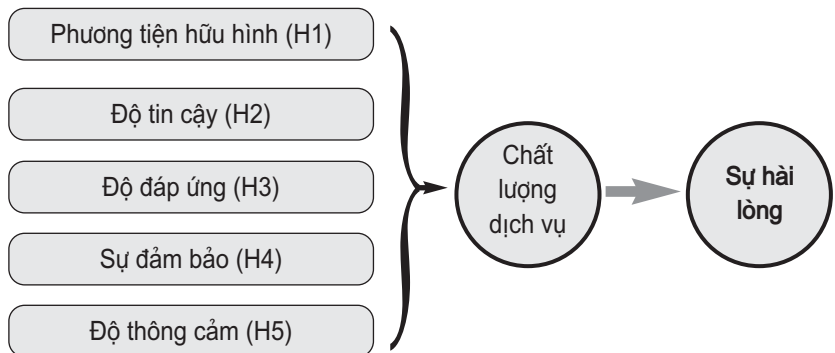 Phương tiện hữu hình (H1)
Độ tin cậy (H2)
Độ đáp ứng (H3)
Sự đảm bảo (H4)
Độ thông cảm (H5)
Chất
lượng
dịch vụ
Sự hài
lòng